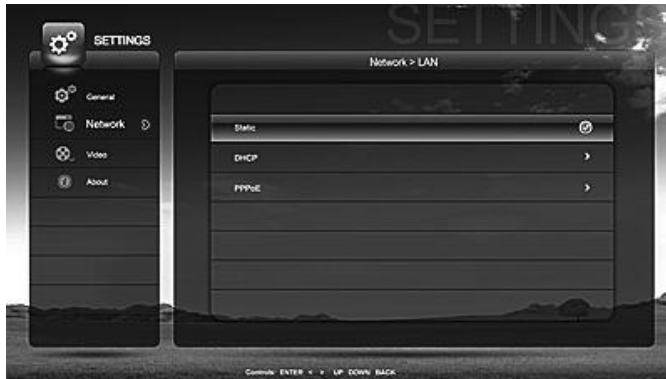 SETTINGS
SETTINGS
Network > LAN
General
Network
Video
About
Static
DHCP
PPPoE
Controls: ENTER < > UP DOWN BACK